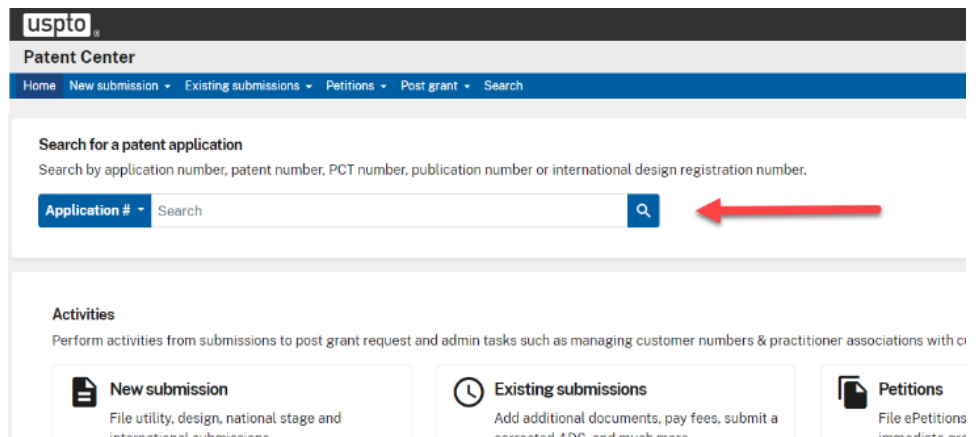 uspto ®
Patent Center
Home New submission Existing submissions Petitions Post grant Search
Search for a patent application
Search by application number, patent number, PCT number, publication number or international design registration number.
Application # Search
Activities
Perform activities from submissions to post grant request and admin tasks such as managing customer numbers & practitioner associations with
New submission Existing submissions Petitions
File utility, design, national stage and Add additional documents, pay fees, submit a File ePetitions
international submissions corrected ADS, and much more